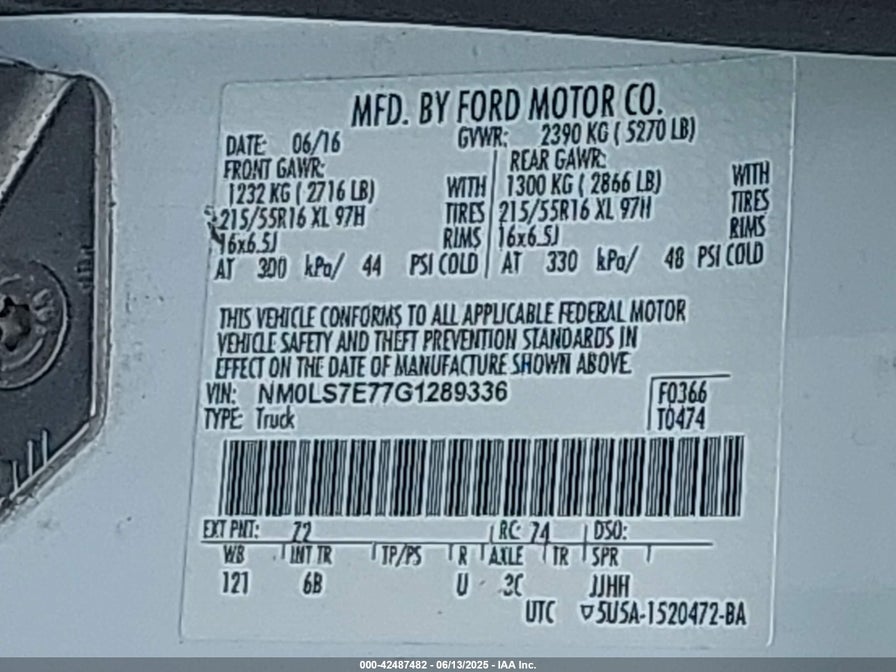 MFD. BY FORD MOTOR CO.
DATE: 06/16 GVWR: 2390 KG ( 5270 LB)
FRONT GAWR: REAR GAWR:
1232 KG ( 2716 LB) WITH 1300 KG ( 2866 LB) WITH
215/55R16 XL 97H TIRES 215/55R16 XL 97H TIRES
16x6.5J RIMS 16x6.5J RIMS
AT 300 kPa/ 44 PSI COLD AT 330 kPa/ 48 PSI COLD
THIS VEHICLE CONFORMS TO ALL APPLICABLE FEDERAL MOTOR
VEHICLE SAFETY AND THEFT PREVENTION STANDARDS IN
EFFECT ON THE DATE OF MANUFACTURE SHOWN ABOVE.
VIN: NM0LS7E77G1289336 F0366
TYPE: Truck T0474
EXT PNT: 72 RC: 74 DSO:
WB INT TR TP/PS R AXLE TR SPR
121 6B U 3C JJHH
UTC 5U5A-1520472-BA
000-42487482 - 06/13/2025 - IAA Inc.